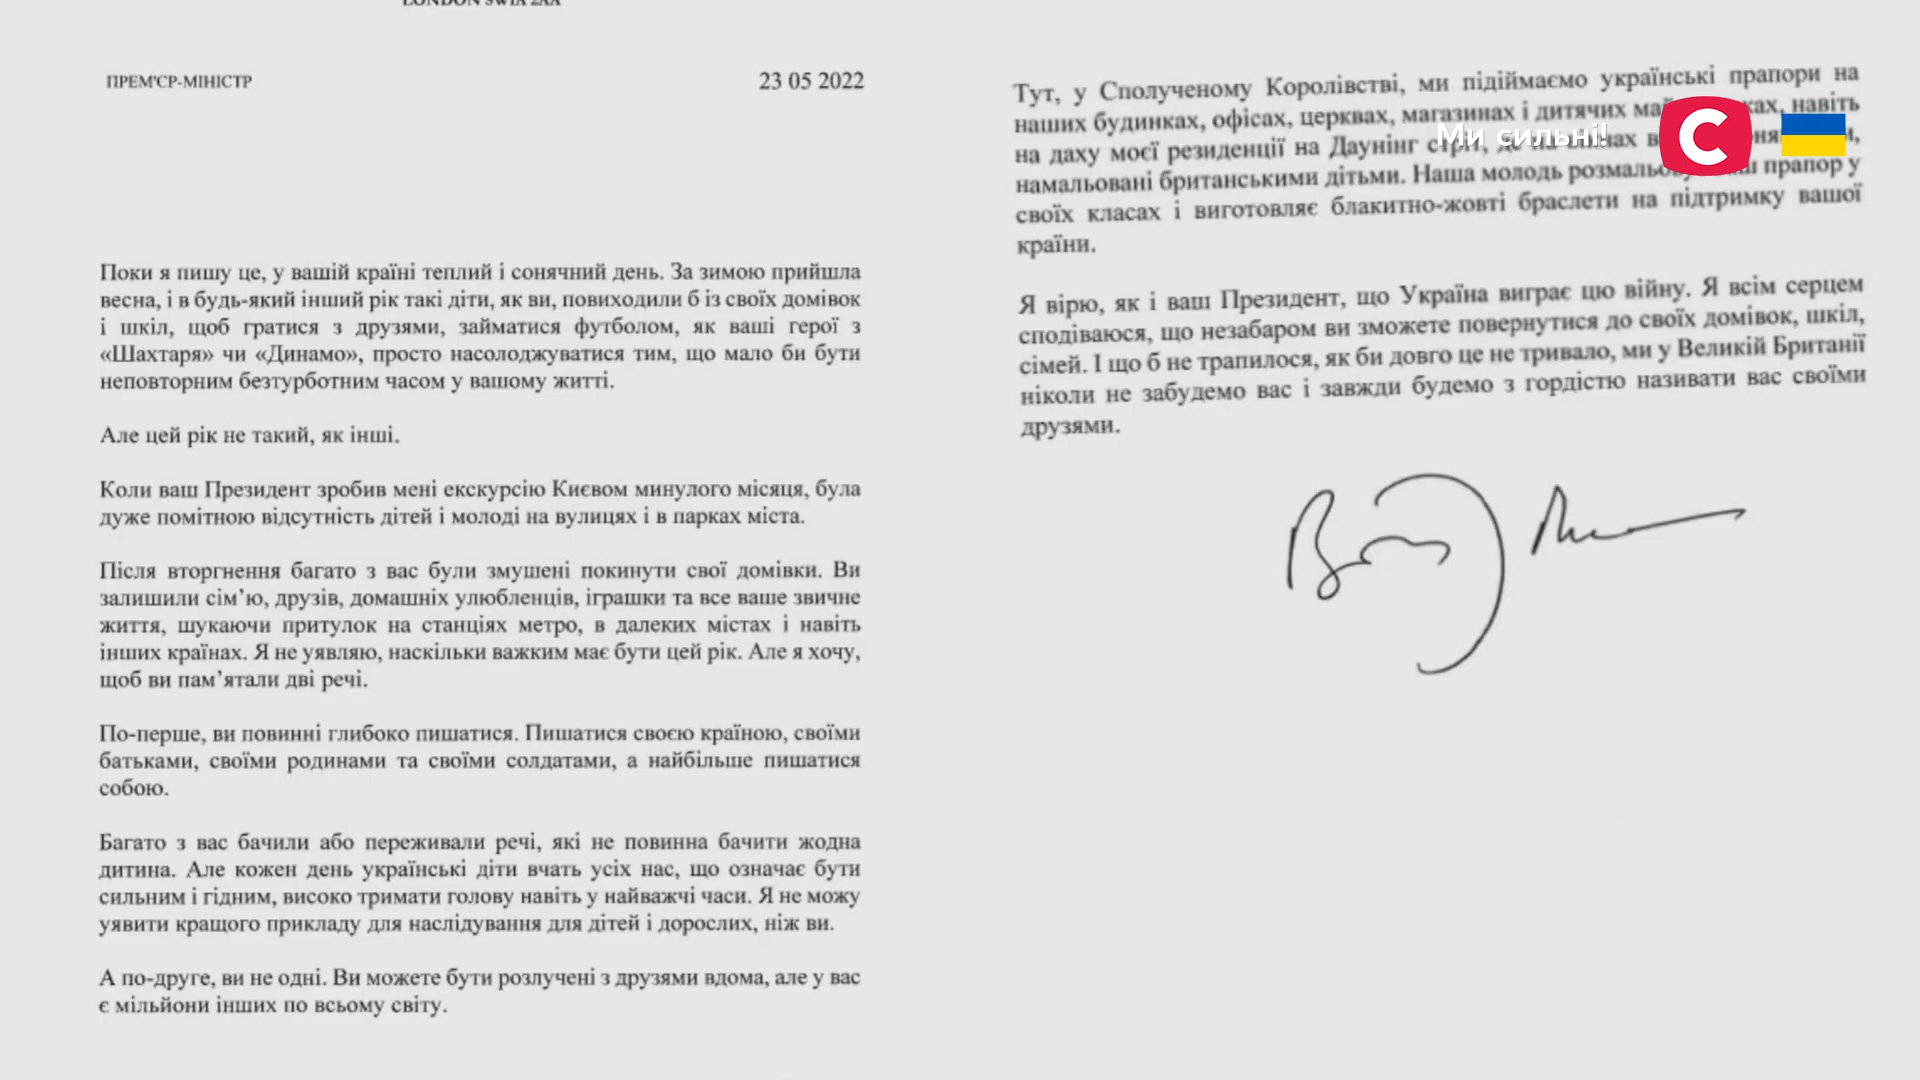 LONDON SW1A 2AA
ПРЕМ'ЄР-МІНІСТР
23 05 2022
Поки я пишу це, у вашій країні теплий і сонячний день. За зимою прийшла
весна, і в будь-який інший рік такі діти, як ви, повиходили б із своїх домівок
і шкіл, щоб гратися з друзями, займатися футболом, як ваші герої з
«Шахтаря» чи «Динамо», просто насолоджуватися тим, що мало би бути
неповторним безтурботним часом у вашому житті.
Але цей рік не такий, як інші.
Коли ваш Президент зробив мені екскурсію Києвом минулого місяця, була
дуже помітною відсутність дітей і молоді на вулицях і в парках міста.
Після вторгнення багато з вас були змушені покинути свої домівки. Ви
залишили сім’ю, друзів, домашніх улюбленців, іграшки та все ваше звичне
життя, шукаючи притулок на станціях метро, в далеких містах і навіть
інших країнах. Я не уявляю, наскільки важким має бути цей рік. Але я хочу,
щоб ви пам’ятали дві речі.
По-перше, ви повинні глибоко пишатися. Пишатися своєю країною, своїми
батьками, своїми родинами та своїми солдатами, а найбільше пишатися
собою.
Багато з вас бачили або переживали речі, які не повинна бачити жодна
дитина. Але кожен день українські діти вчать усіх нас, що означає бути
сильним і гідним, високо тримати голову навіть у найважчі часи. Я не можу
уявити кращого прикладу для наслідування для дітей і дорослих, ніж ви.
А по-друге, ви не одні. Ви можете бути розлучені з друзями вдома, але у вас
є мільйони інших по всьому світу.
Тут, у Сполученому Королівстві, ми підіймаємо українські прапори на
наших будинках, офісах, церквах, магазинах і дитячих навіть
на даху моєї резиденції на Даунінг
намальовані британськими дітьми. Наша молодь прапор у
своїх класах і виготовляє блакитно-жовті браслети на підтримку вашої
країни.
Я вірю, як і ваш Президент, що Україна виграє цю війну. Я всім серцем
сподіваюся, що незабаром ви зможете повернутися до своїх домівок, шкіл,
сімей. І що б не трапилося, як би довго це не тривало, ми у Великій Британії
ніколи не забудемо вас і завжди будемо з гордістю називати вас своїми
друзями.
Ми сильні!
С